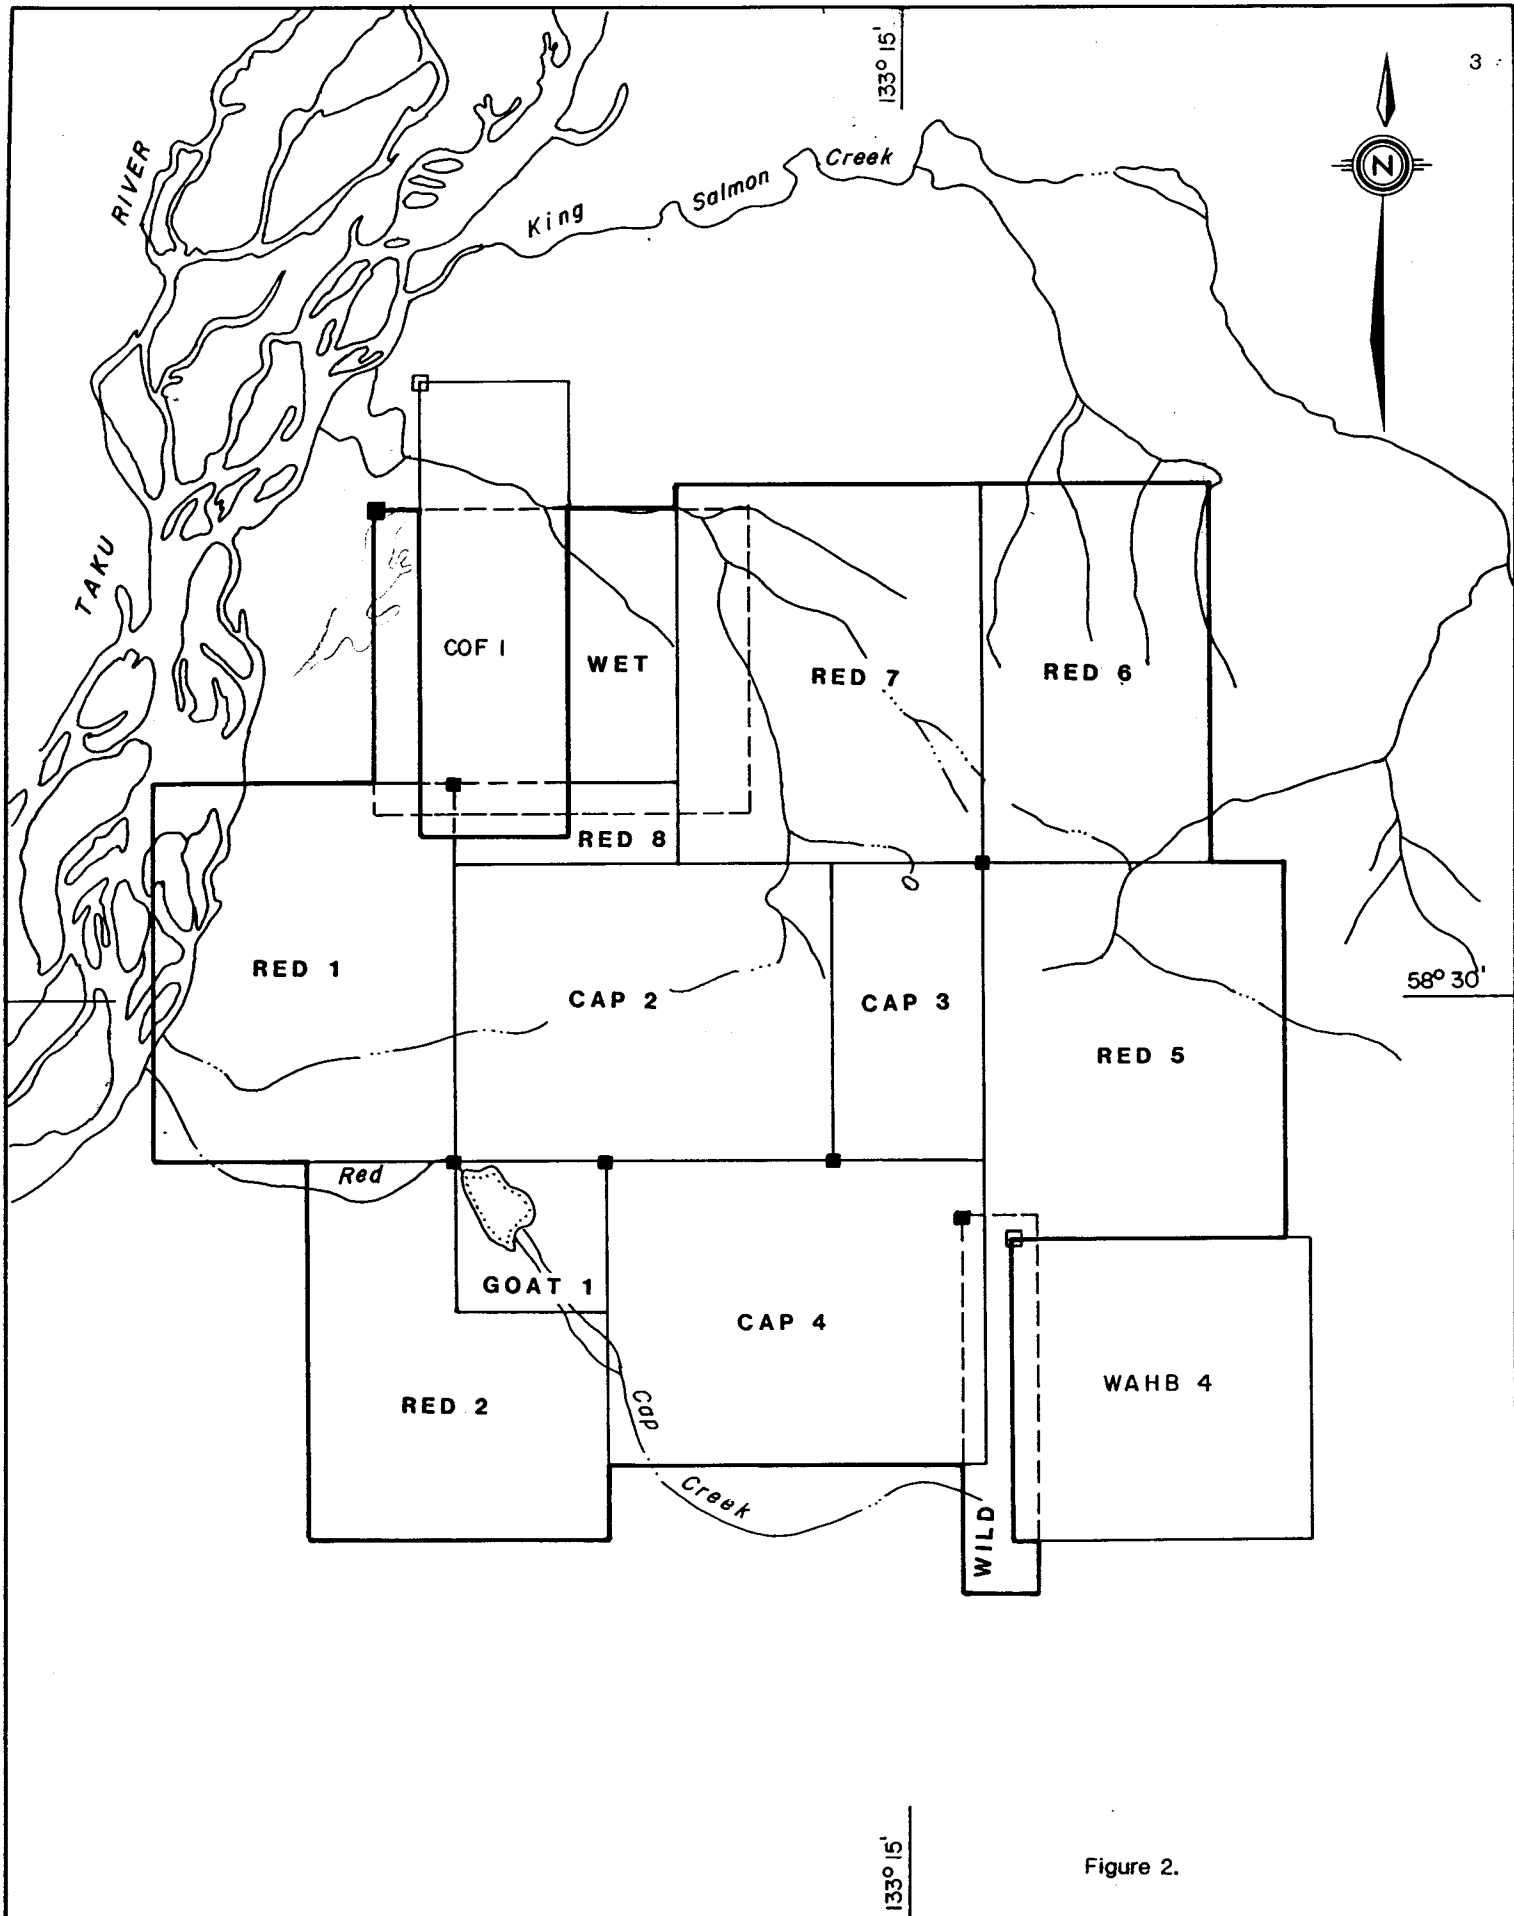 133° 15'
3
N
RIVER
King Salmon Creek
TAKU
COF 1
WET
RED 7
RED 6
RED 8
RED 1
CAP 2
CAP 3
58° 30'
RED 5
Red
GOAT 1
CAP 4
WAHB 4
RED 2
Cap
Creek
WILD
133° 15'
Figure 2.